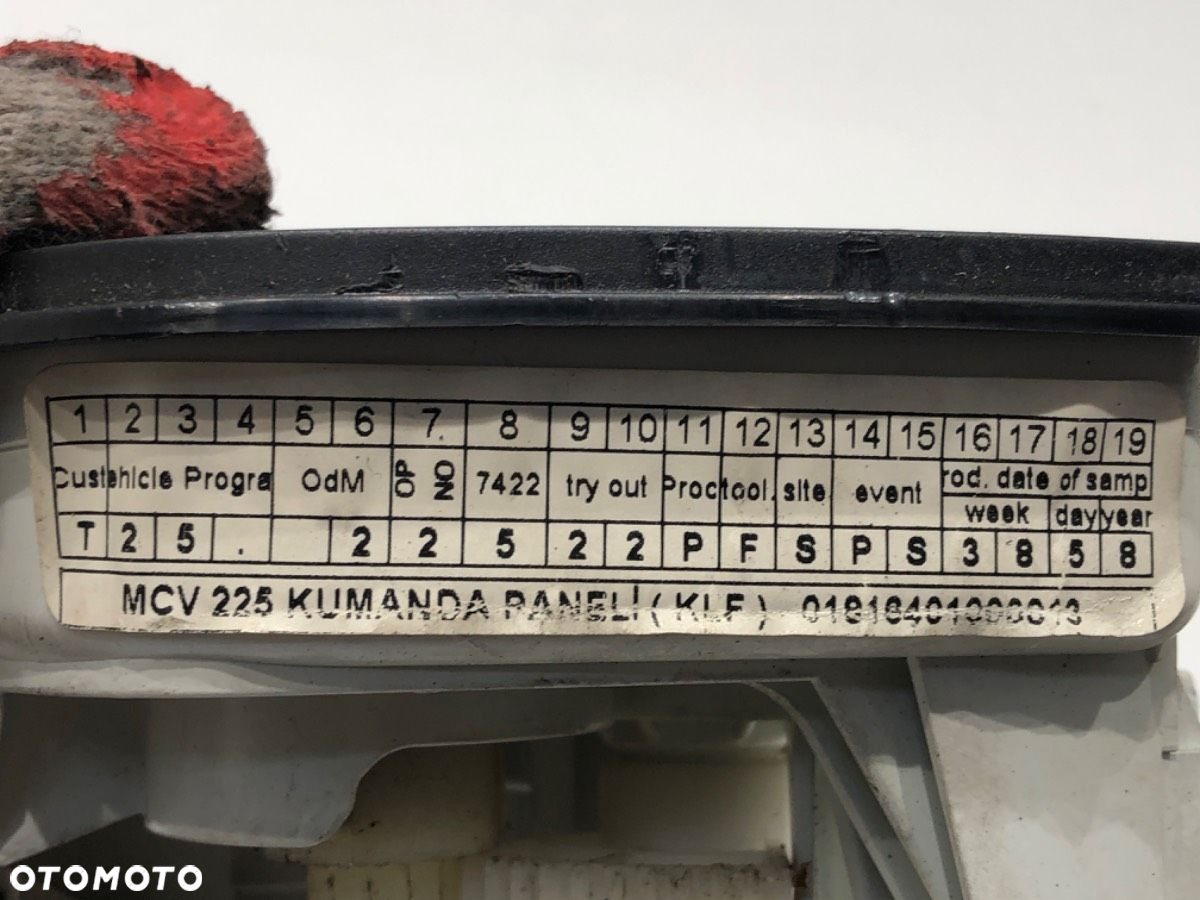 1 2 3 4 5 6 7. 8 9 10 11 12 13 14 15 16 17 18 19
Cust ehicle Progra OdM OP NO 7422 try out Proc tool. site event rod. date of samp
week day year
T 2 5 . 2 2 5 2 2 P F S P S 3 8 5 8
MCV 225 KUMANDA PANELİ ( KLF )
OTOMOTO